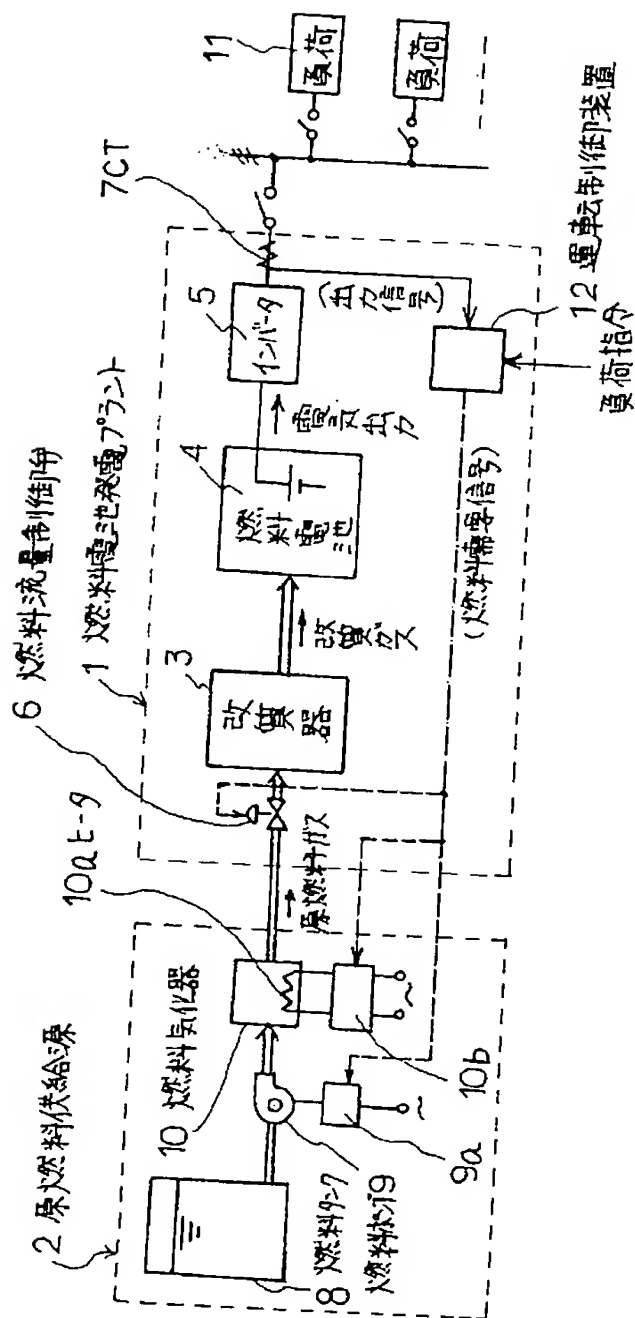 2 原燃料供給源
8 燃料タンク
燃料ポンプ9
9a
10 燃料気化器
10aヒータ
10b
原燃料ガス
6 燃料流量制御弁
1 燃料電池発電プラント
3
改質器
改質ガス
4
燃料電池
電気出力
5
インバータ
7CT
(出力信号)
(燃料需要信号)
12 運転制御装置
負荷指令
11
負荷
負荷